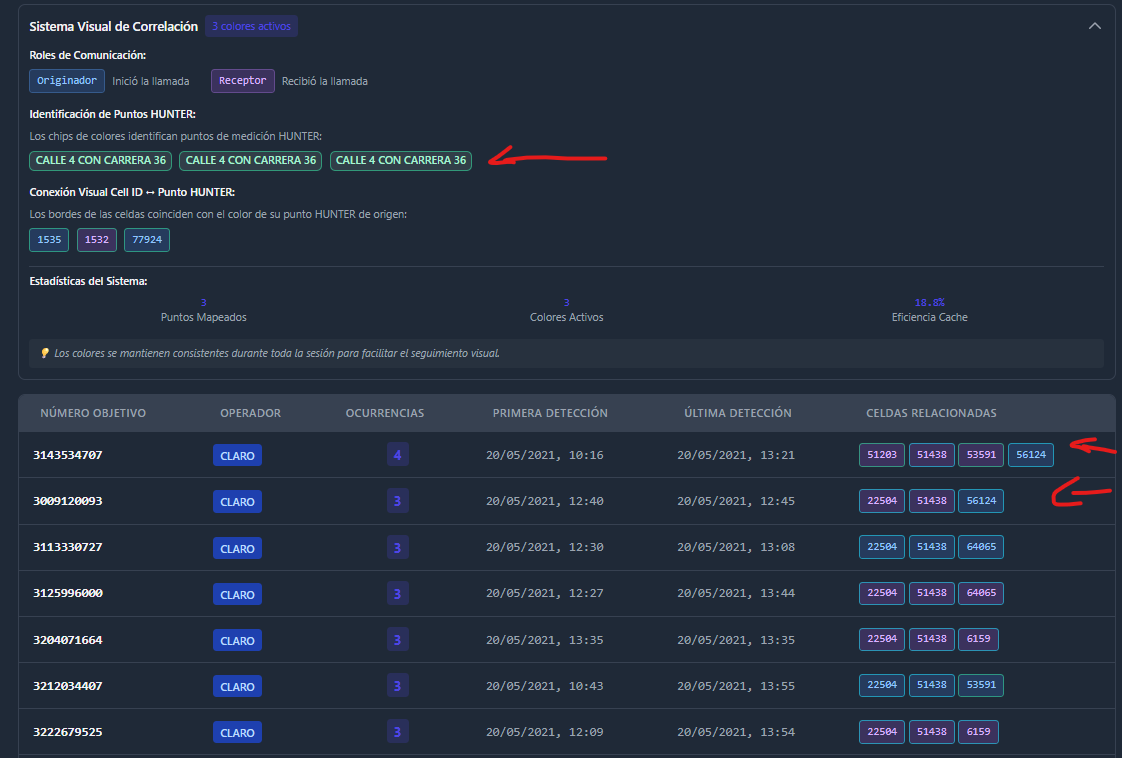 Sistema Visual de Correlación 3 colores activos
Roles de Comunicación:
Originador Inició la llamada Receptor Recibió la llamada
Identificación de Puntos HUNTER:
Los chips de colores identifican puntos de medición HUNTER:
CALLE 4 CON CARRERA 36 CALLE 4 CON CARRERA 36 CALLE 4 CON CARRERA 36
Conexión Visual Cell ID ↔ Punto HUNTER:
Los bordes de las celdas coinciden con el color de su punto HUNTER de origen:
1535 1532 77924
Estadísticas del Sistema:
3 3 18.8%
Puntos Mapeados Colores Activos Eficiencia Cache
💡 Los colores se mantienen consistentes durante toda la sesión para facilitar el seguimiento visual.
NÚMERO OBJETIVO OPERADOR OCURRENCIAS PRIMERA DETECCIÓN ÚLTIMA DETECCIÓN CELDAS RELACIONADAS
3143534707 CLARO 4 20/05/2021, 10:16 20/05/2021, 13:21 51203 51438 53591 56124
3009120093 CLARO 3 20/05/2021, 12:40 20/05/2021, 12:45 22504 51438 56124
3113330727 CLARO 3 20/05/2021, 12:30 20/05/2021, 13:08 22504 51438 64065
3125996000 CLARO 3 20/05/2021, 12:27 20/05/2021, 13:44 22504 51438 64065
3204071664 CLARO 3 20/05/2021, 13:35 20/05/2021, 13:35 22504 51438 6159
3212034407 CLARO 3 20/05/2021, 10:43 20/05/2021, 13:55 22504 51438 53591
3222679525 CLARO 3 20/05/2021, 12:09 20/05/2021, 13:54 22504 51438 6159